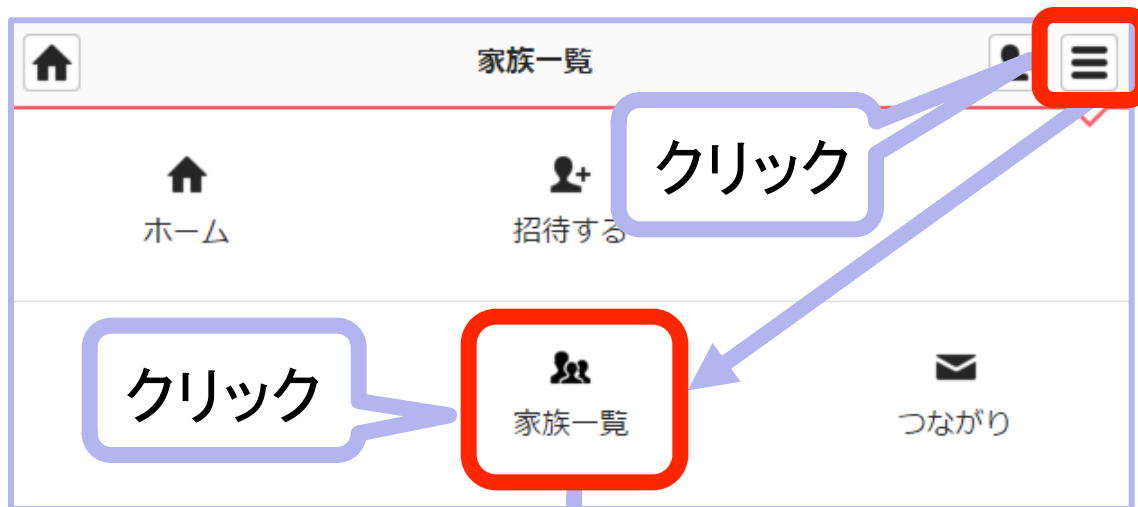 家族一覧
クリック
ホーム
招待する
クリック
家族一覧
つながり